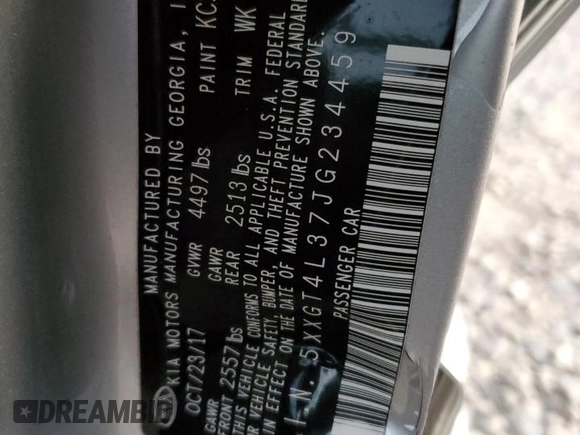 MANUFACTURED BY
KIA MOTORS MANUFACTURING GEORGIA, I
OCT/23/17 PAINT KC
GVWR 4497 lbs TRIM WK
GAWR GAWR
FRONT 2557 lbs REAR 2513 lbs
THIS VEHICLE CONFORMS TO ALL APPLICABLE U.S.A. FEDERAL
VEHICLE SAFETY, BUMPER, AND THEFT PREVENTION STANDARD
IN EFFECT ON THE DATE OF MANUFACTURE SHOWN ABOVE.
5XXGT4L37JG234459
PASSENGER CAR
DREAMBID